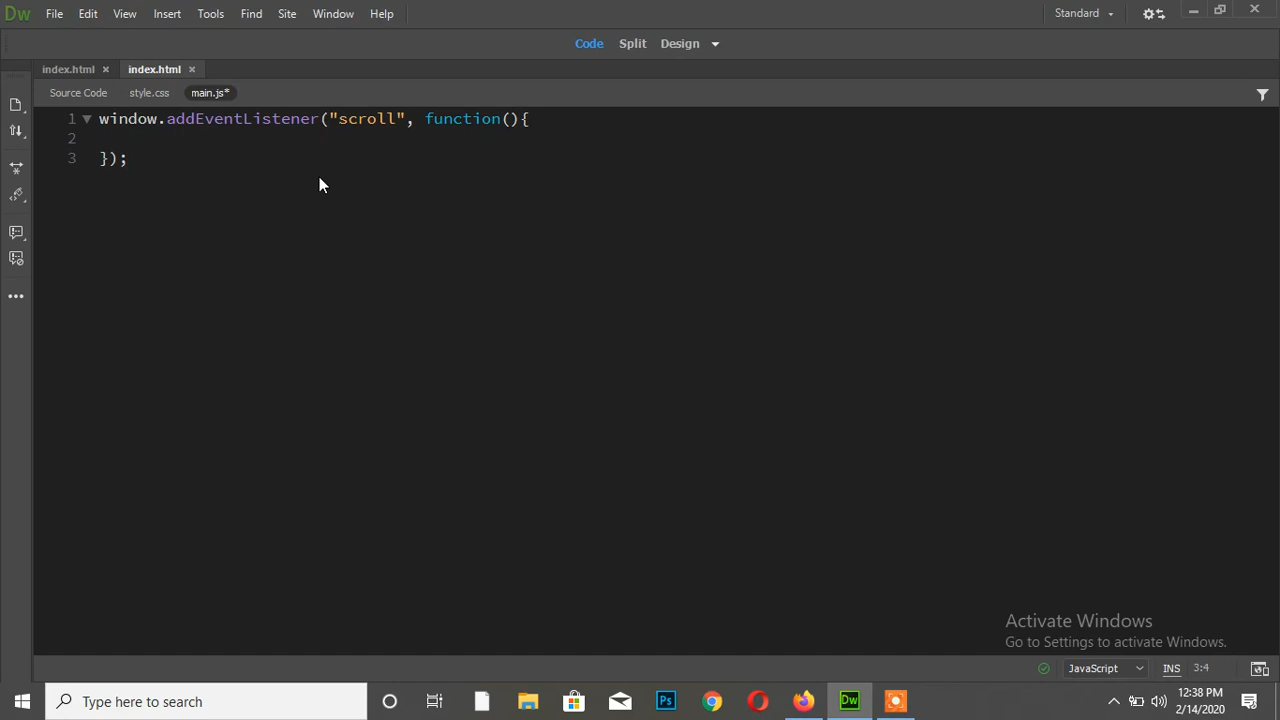 Dw File Edit View Insert Tools Find Site Window Help Standard
Code Split Design
index.html index.html
Source Code style.css main.js*
1 window.addEventListener("scroll", function(){
2
3 });
Activate Windows
Go to Settings to activate Windows.
JavaScript INS 3:4
Type here to search Ps Dw 12:38 PM
2/14/2020